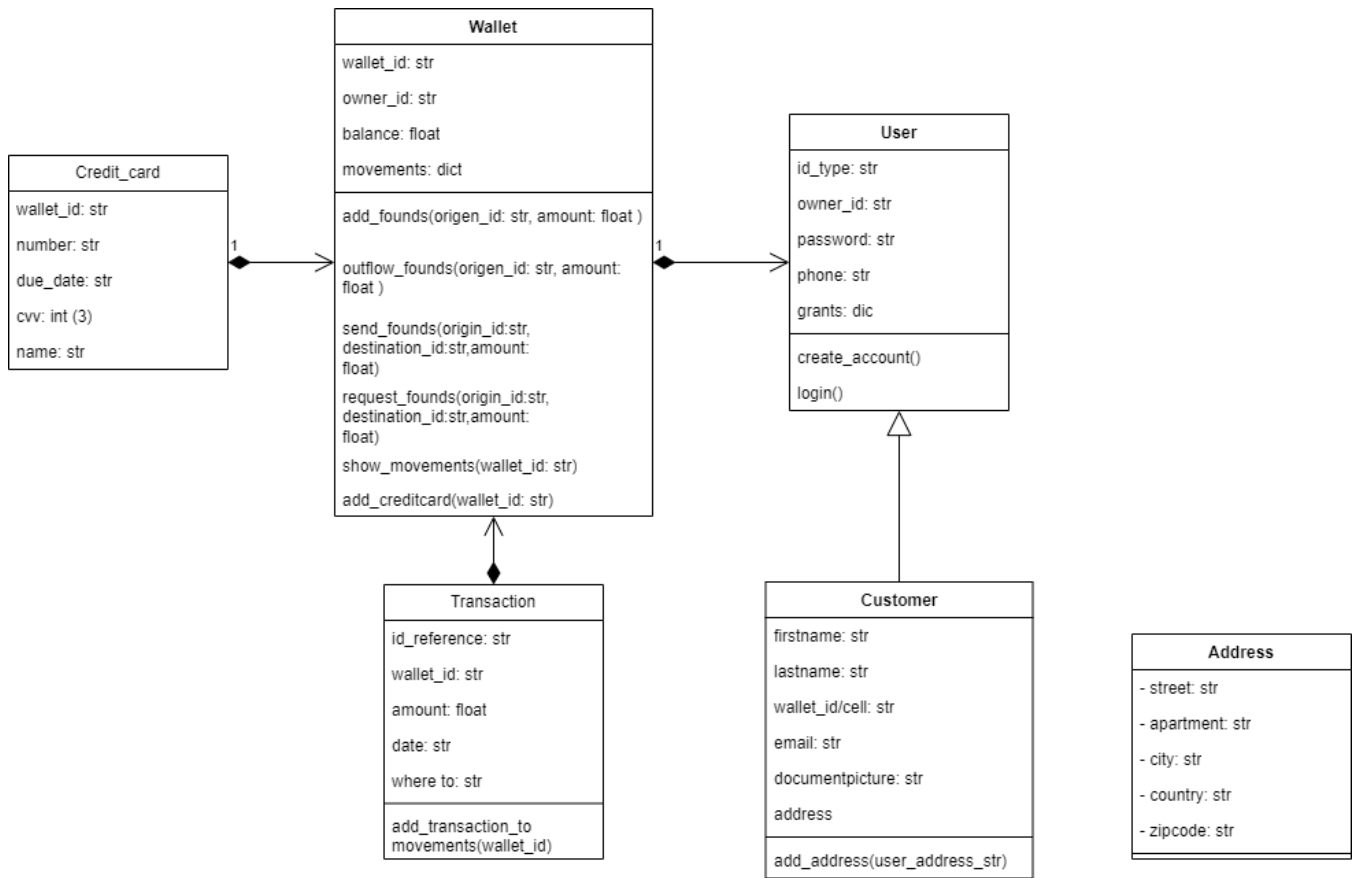 Wallet
wallet_id: str
owner_id: str
balance: float
movements: dict
add_founds(origen_id: str, amount: float )
outflow_founds(origen_id: str, amount:
float )
send_founds(origin_id:str,
destination_id:str,amount:
float)
request_founds(origin_id:str,
destination_id:str,amount:
float)
show_movements(wallet_id: str)
add_creditcard(wallet_id: str)
Credit_card
wallet_id: str
number: str
due_date: str
cvv: int (3)
name: str
1
1
User
id_type: str
owner_id: str
password: str
phone: str
grants: dic
create_account()
login()
Transaction
id_reference: str
wallet_id: str
amount: float
date: str
where to: str
add_transaction_to
movements(wallet_id)
Customer
firstname: str
lastname: str
wallet_id/cell: str
email: str
documentpicture: str
address
add_address(user_address_str)
Address
- street: str
- apartment: str
- city: str
- country: str
- zipcode: str